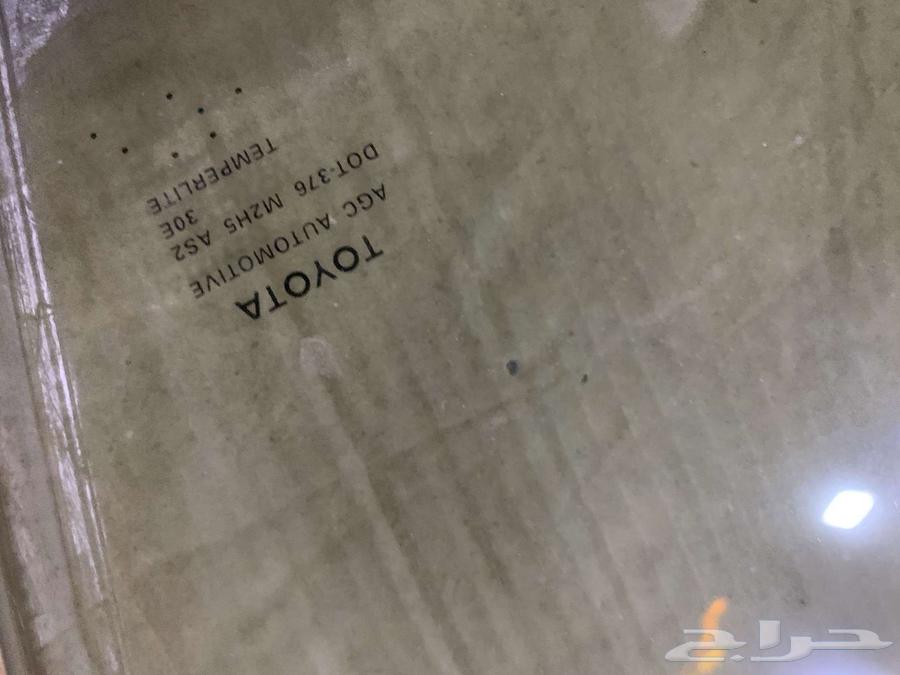 TOYOTA
AGC AUTOMOTIVE
DOT-376 M2H5 AS2
30E
TEMPERLITE
حراج